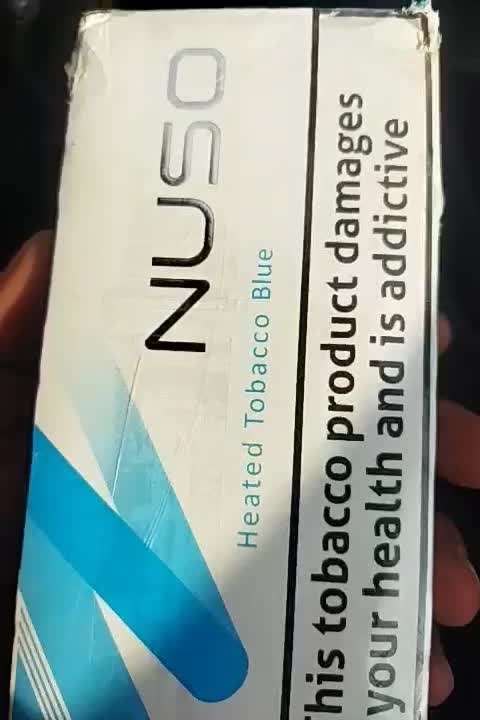 NUSO
Heated Tobacco Blue
This tobacco product damages
your health and is addictive